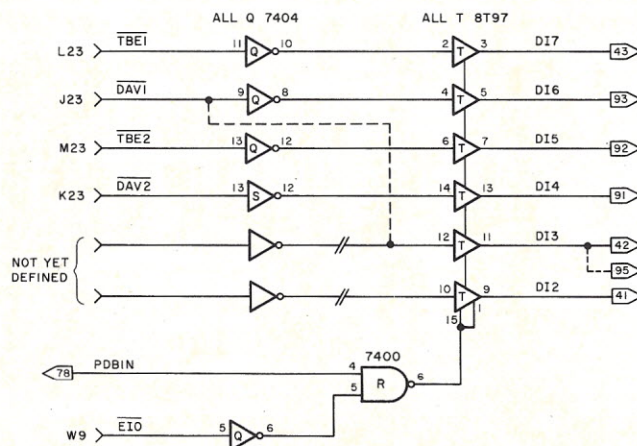 ALL Q 7404 ALL T 8T97
L23 TBE1 11 Q 10 2 T 3 DI7 43
J23 DAV1 9 Q 8 4 T 5 DI6 93
M23 TBE2 13 Q 12 6 T 7 DI5 92
K23 DAV2 13 S 12 14 T 13 DI4 91
12 T 11 DI3 42
NOT YET
DEFINED
95
10 T 9 DI2 41
15 1
7400
78 PDBIN 4
5 R 6
W9 EIO 5 Q 6